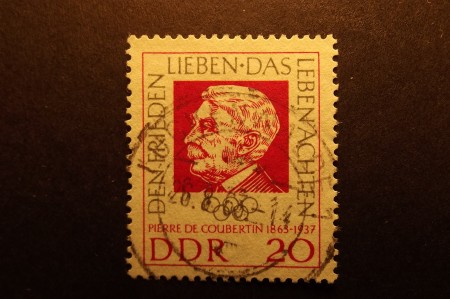 DEN FRIEDEN
LIEBEN · DAS
LEBEN ACHTEN
PIERRE DE COUBERTIN 1863-1937
DDR 20